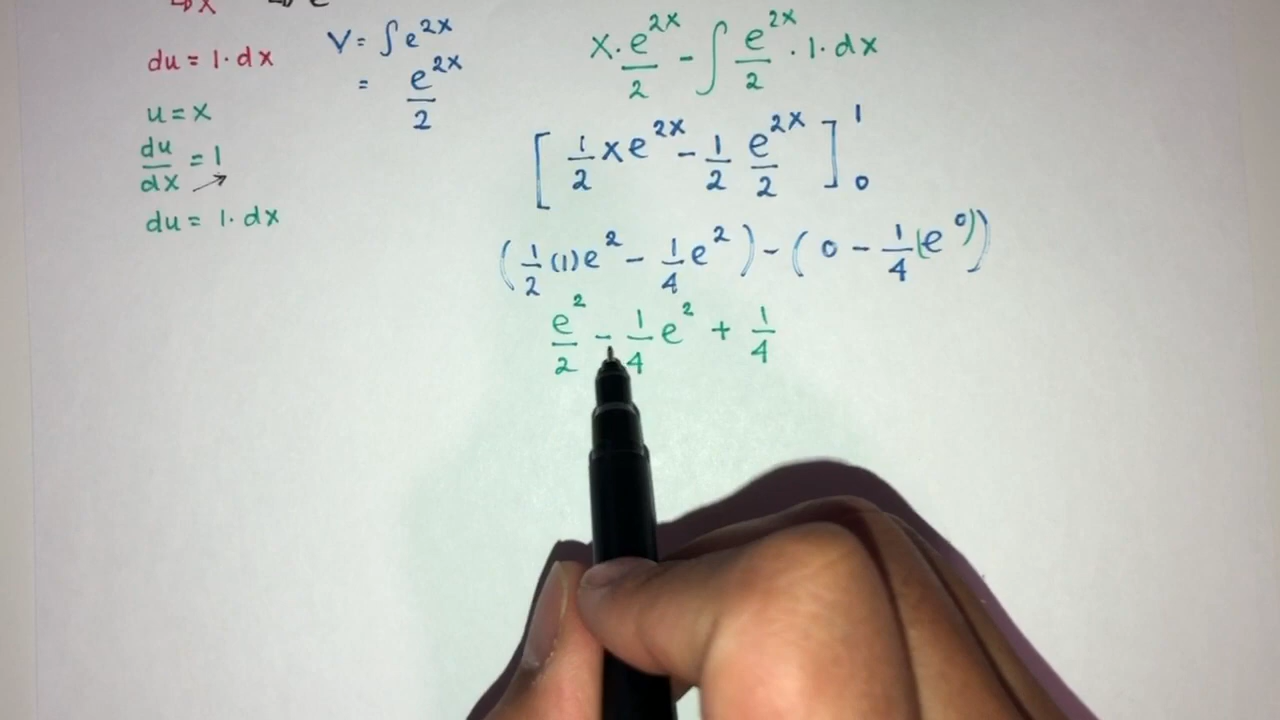 du = 1 · dx
u = x
du/dx = 1
du = 1 · dx
V = ∫e^{2x}
= e^{2x}/2
x · e^{2x}/2 - ∫ e^{2x}/2 · 1 · dx
[ 1/2 xe^{2x} - 1/2 e^{2x}/2 ]_0^1
( 1/2 (1)e^2 - 1/4 e^2 ) - ( 0 - 1/4 (e^0) )
e^2/2 - 1/4 e^2 + 1/4